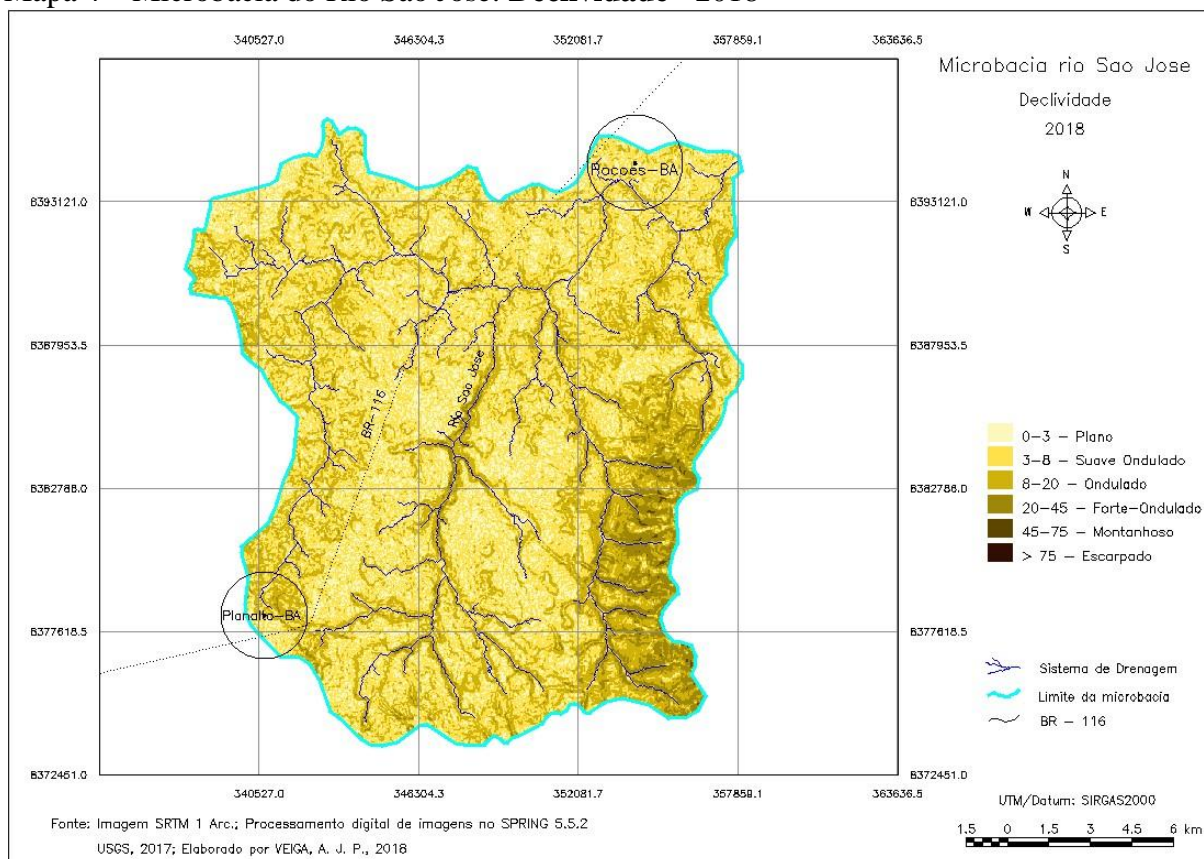 Mapa 4 – Microbacia do Rio São José: Declividade - 2018
340527.0 346304.3 352081.7 357859.1 363636.5
Microbacia rio Sao Jose
Declividade
2018
N
W E
S
Pocoes-BA
8393121.0 8393121.0
8387953.5 8387953.5
Rio Sao Jose
BR-116
8382788.0 8382788.0
0-3 - Plano
3-8 - Suave Ondulado
8-20 - Ondulado
20-45 - Forte-Ondulado
45-75 - Montanhoso
> 75 - Escarpado
Planalto-BA
8377618.5 8377618.5
Sistema de Drenagem
Limite da microbacia
BR - 116
8372451.0 8372451.0
340527.0 346304.3 352081.7 357859.1 363636.5
UTM/Datum: SIRGAS2000
1.5 0 1.5 3 4.5 6 km
Fonte: Imagem SRTM 1 Arc.; Processamento digital de imagens no SPRING 5.5.2
USGS, 2017; Elaborado por VEIGA, A. J. P., 2018